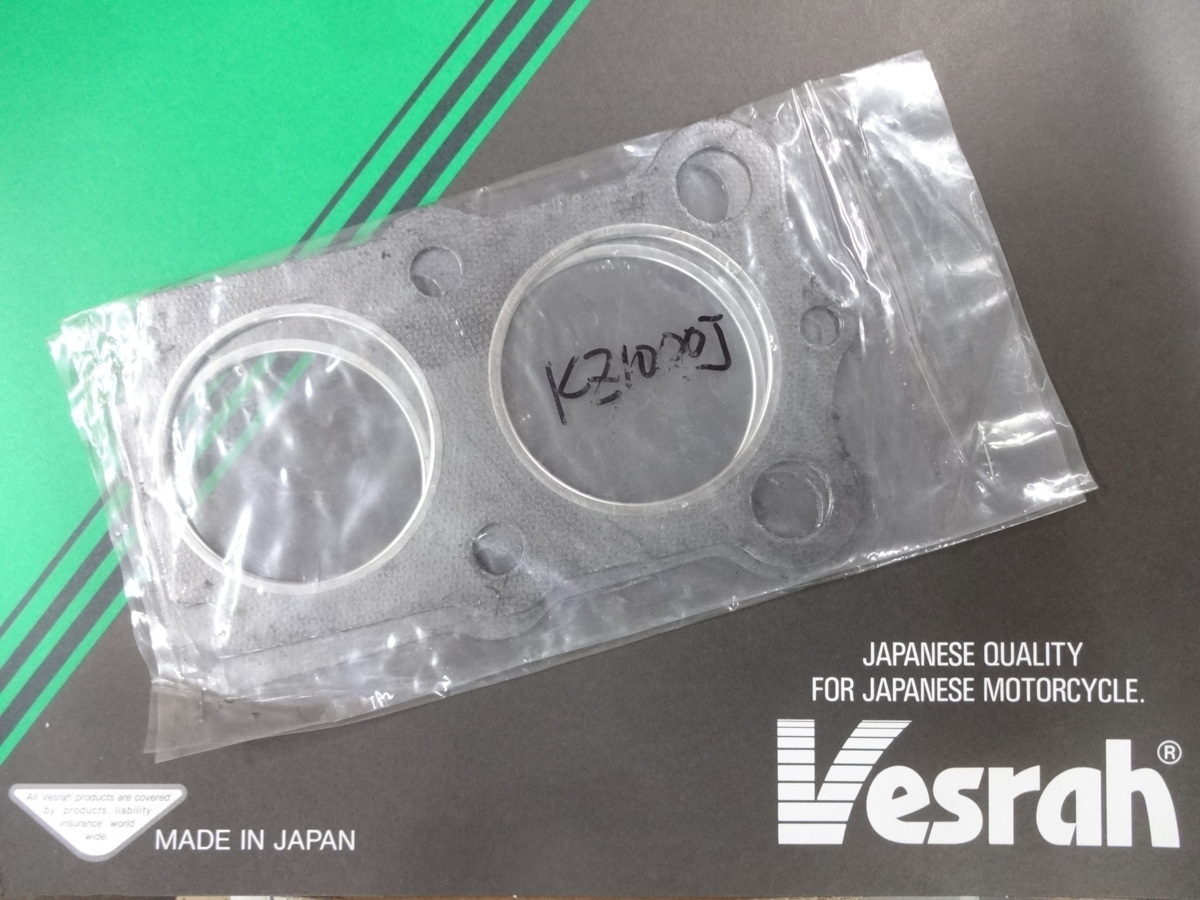 KZ1000J
JAPANESE QUALITY
FOR JAPANESE MOTORCYCLE.
Vesrah®
All Vesrah products are covered
by products liability
insurance world
wide.
MADE IN JAPAN